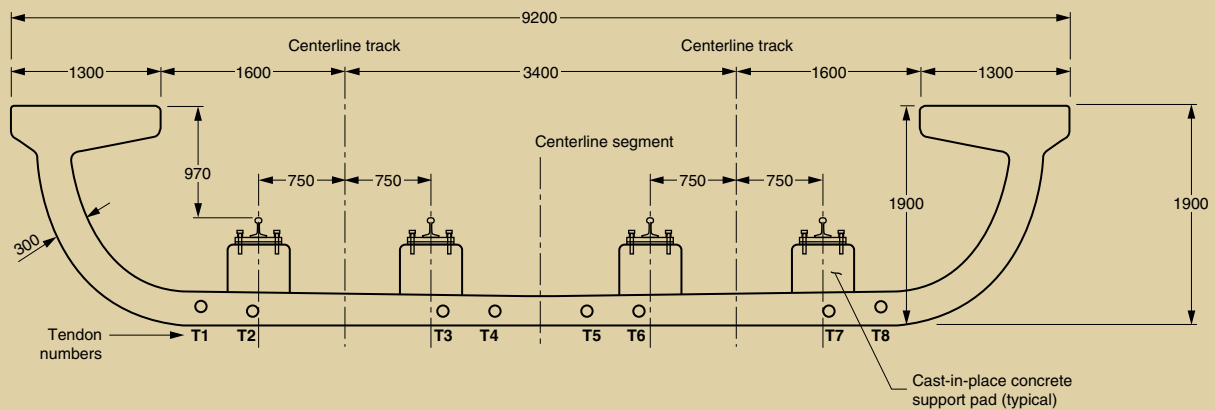 9200
Centerline track
Centerline track
1300
1600
3400
1600
1300
Centerline segment
970
750
750
750
750
1900
1900
300
Tendon
numbers
T1
T2
T3
T4
T5
T6
T7
T8
Cast-in-place concrete
support pad (typical)